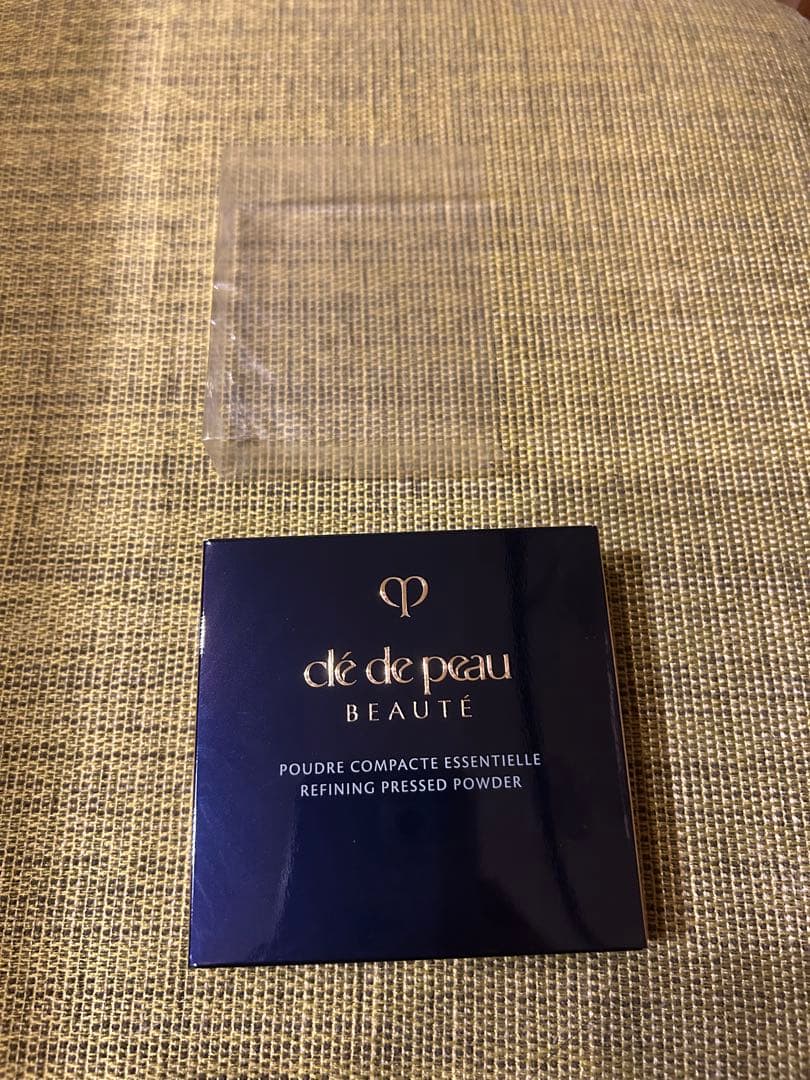 clé de peau
BEAUTÉ
POUDRE COMPACTE ESSENTIELLE
REFINING PRESSED POWDER